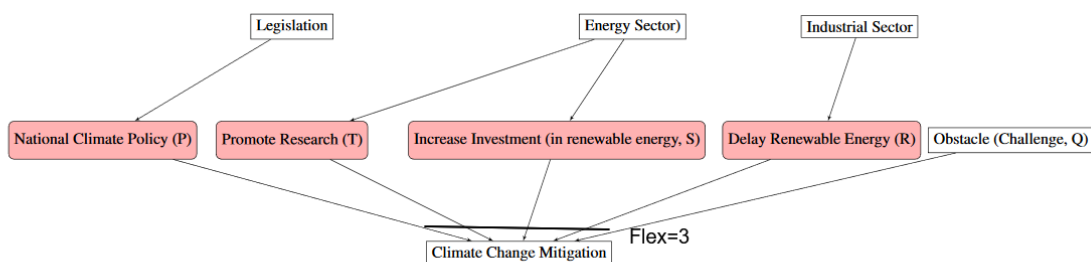 Legislation
Energy Sector)
Industrial Sector
National Climate Policy (P)
Promote Research (T)
Increase Investment (in renewable energy, S)
Delay Renewable Energy (R)
Obstacle (Challenge, Q)
Flex=3
Climate Change Mitigation